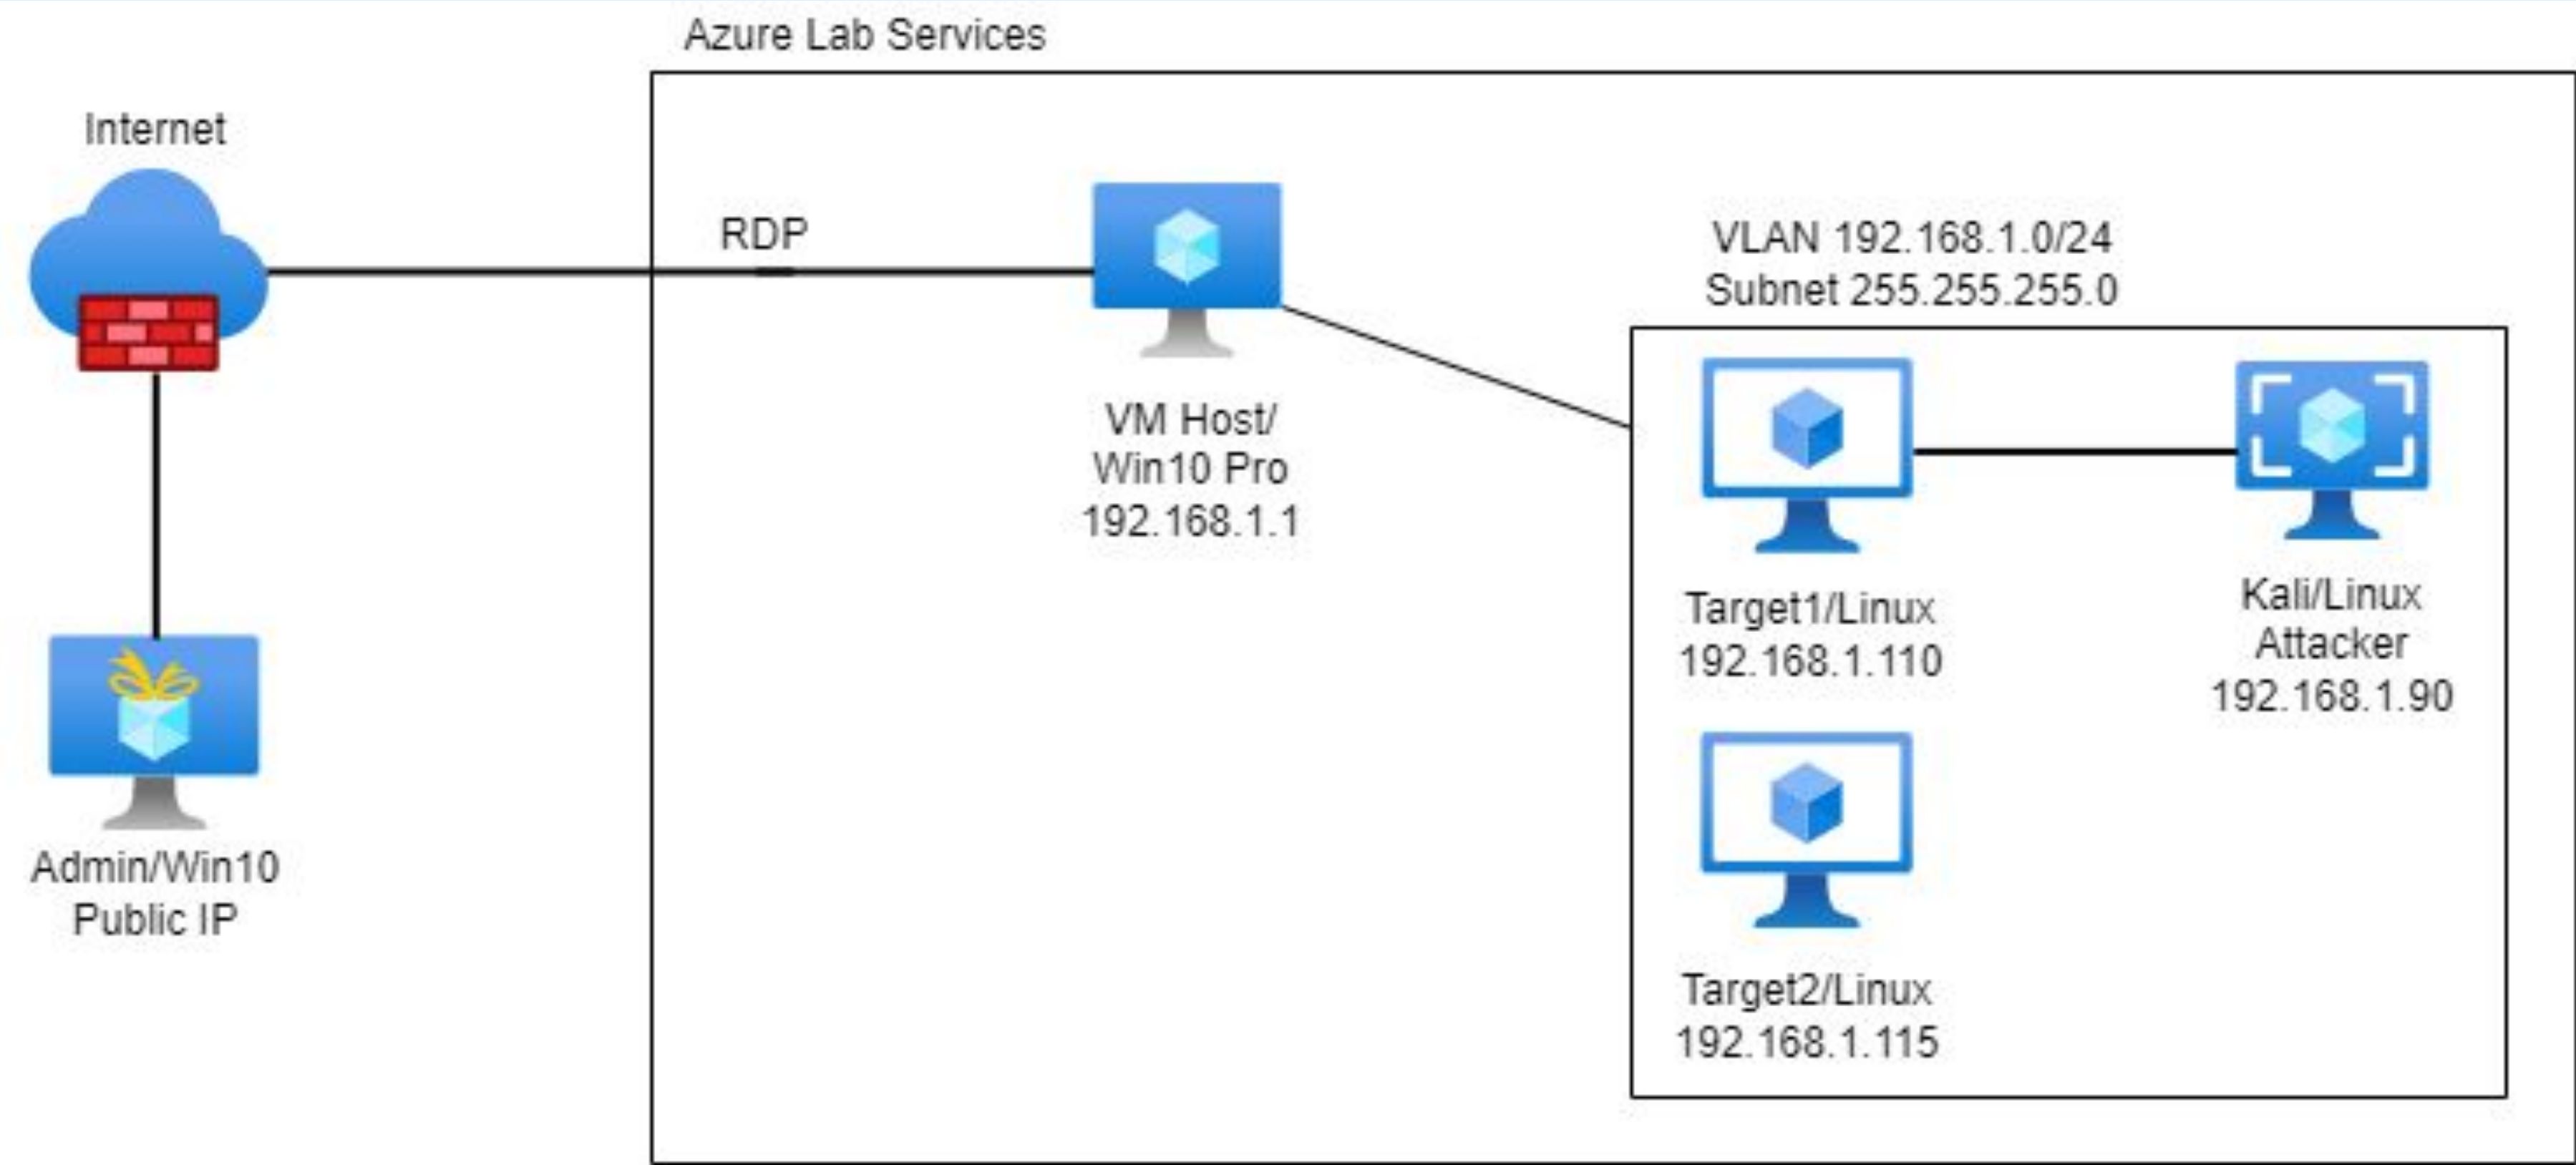 Azure Lab Services
Internet
RDP
VM Host/
Win10 Pro
192.168.1.1
VLAN 192.168.1.0/24
Subnet 255.255.255.0
Target1/Linux
192.168.1.110
Kali/Linux
Attacker
192.168.1.90
Target2/Linux
192.168.1.115
Admin/Win10
Public IP